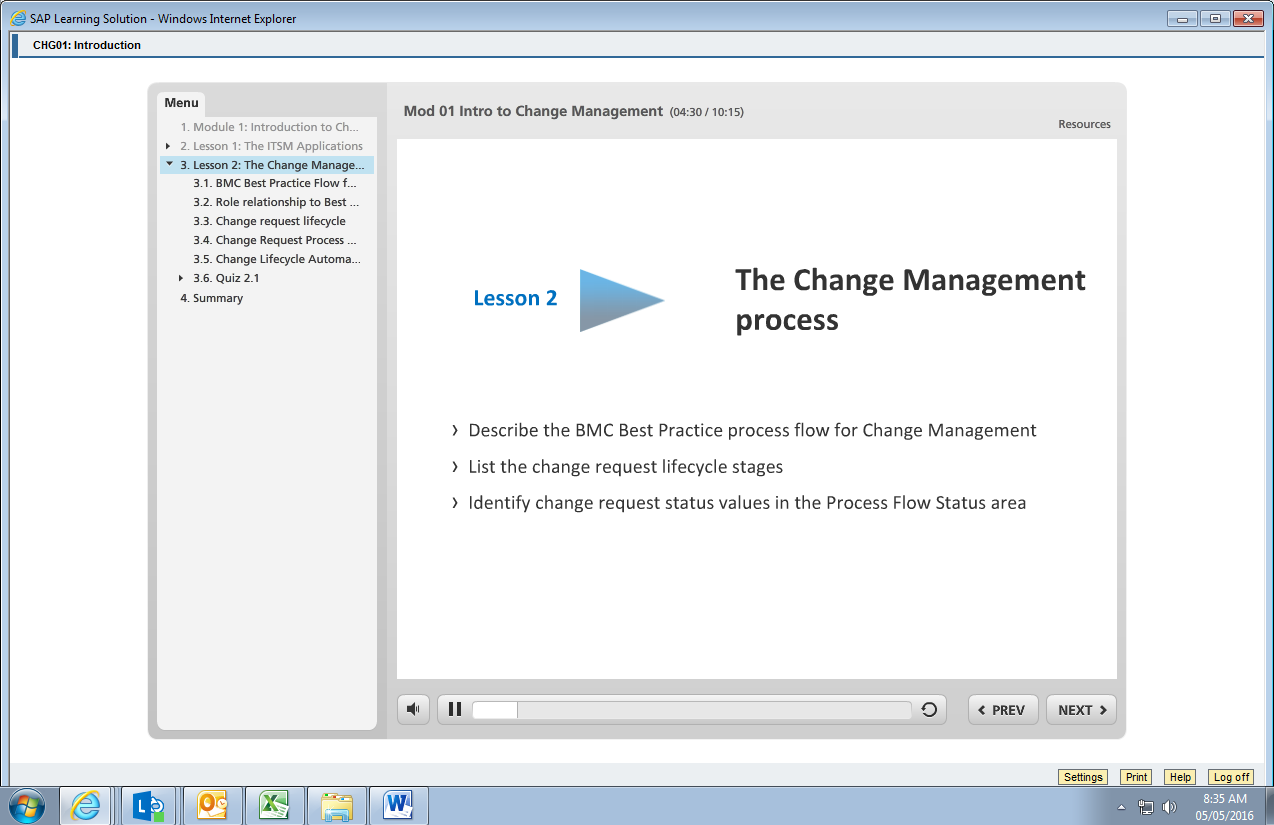 SAP Learning Solution - Windows Internet Explorer
CHG01: Introduction
Menu
1. Module 1: Introduction to Ch...
2. Lesson 1: The ITSM Applications
3. Lesson 2: The Change Manage...
3.1. BMC Best Practice Flow f...
3.2. Role relationship to Best ...
3.3. Change request lifecycle
3.4. Change Request Process ...
3.5. Change Lifecycle Automa...
3.6. Quiz 2.1
4. Summary
Mod 01 Intro to Change Management (04:30 / 10:15)
Resources
Lesson 2
The Change Management
process
› Describe the BMC Best Practice process flow for Change Management
› List the change request lifecycle stages
› Identify change request status values in the Process Flow Status area
PREV
NEXT
Settings
Print
Help
Log off
8:35 AM
05/05/2016